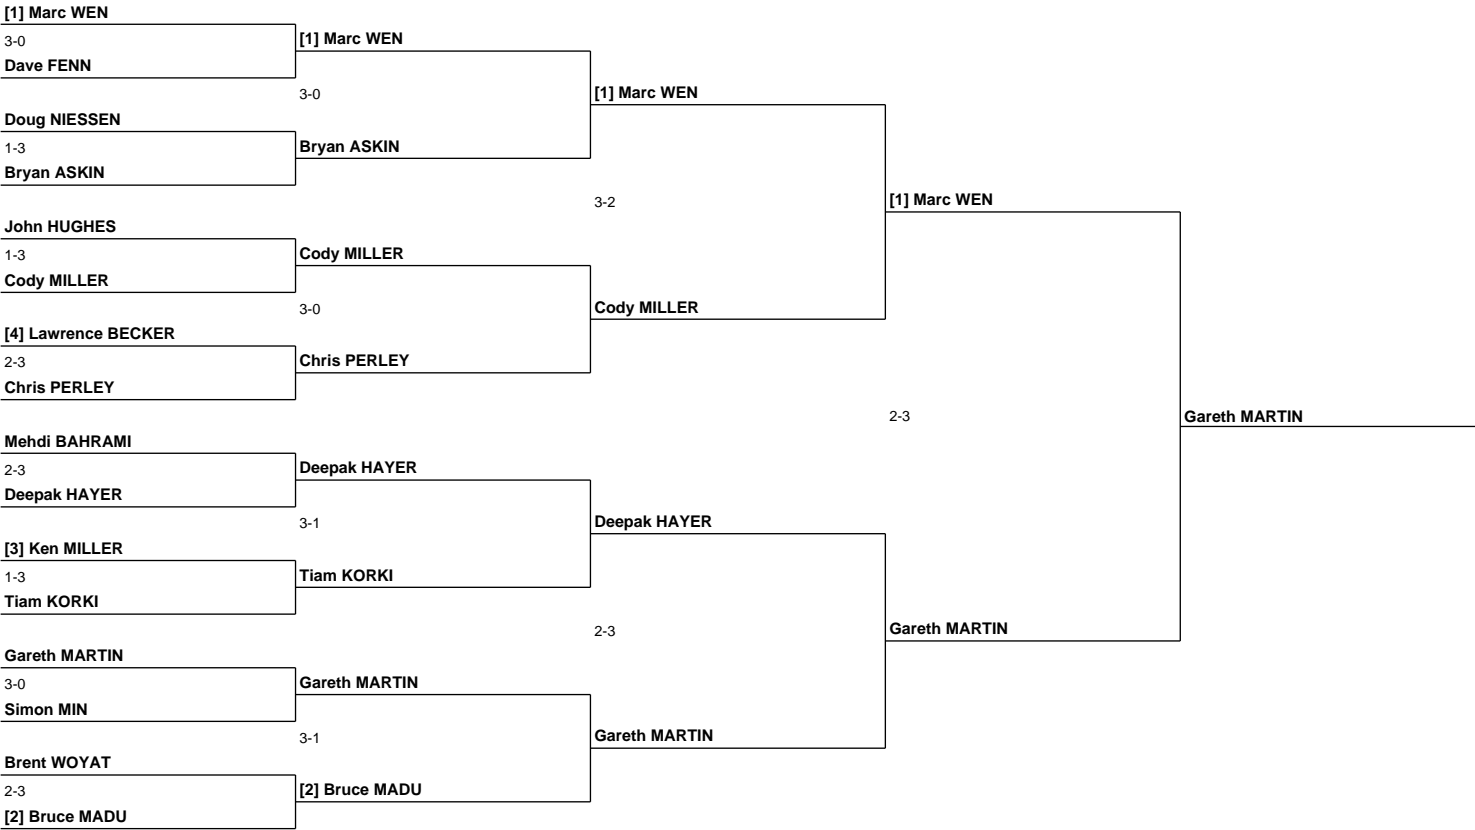 [1] Marc WEN
3-0
[1] Marc WEN
Dave FENN
3-0
[1] Marc WEN
Doug NIESSEN
1-3
Bryan ASKIN
Bryan ASKIN
3-2
[1] Marc WEN
John HUGHES
1-3
Cody MILLER
Cody MILLER
3-0
Cody MILLER
[4] Lawrence BECKER
2-3
Chris PERLEY
Chris PERLEY
2-3
Gareth MARTIN
Mehdi BAHRAMI
2-3
Deepak HAYER
Deepak HAYER
3-1
Deepak HAYER
[3] Ken MILLER
1-3
Tiam KORKI
Tiam KORKI
2-3
Gareth MARTIN
Gareth MARTIN
3-0
Gareth MARTIN
Simon MIN
3-1
Gareth MARTIN
Brent WOYAT
2-3
[2] Bruce MADU
[2] Bruce MADU